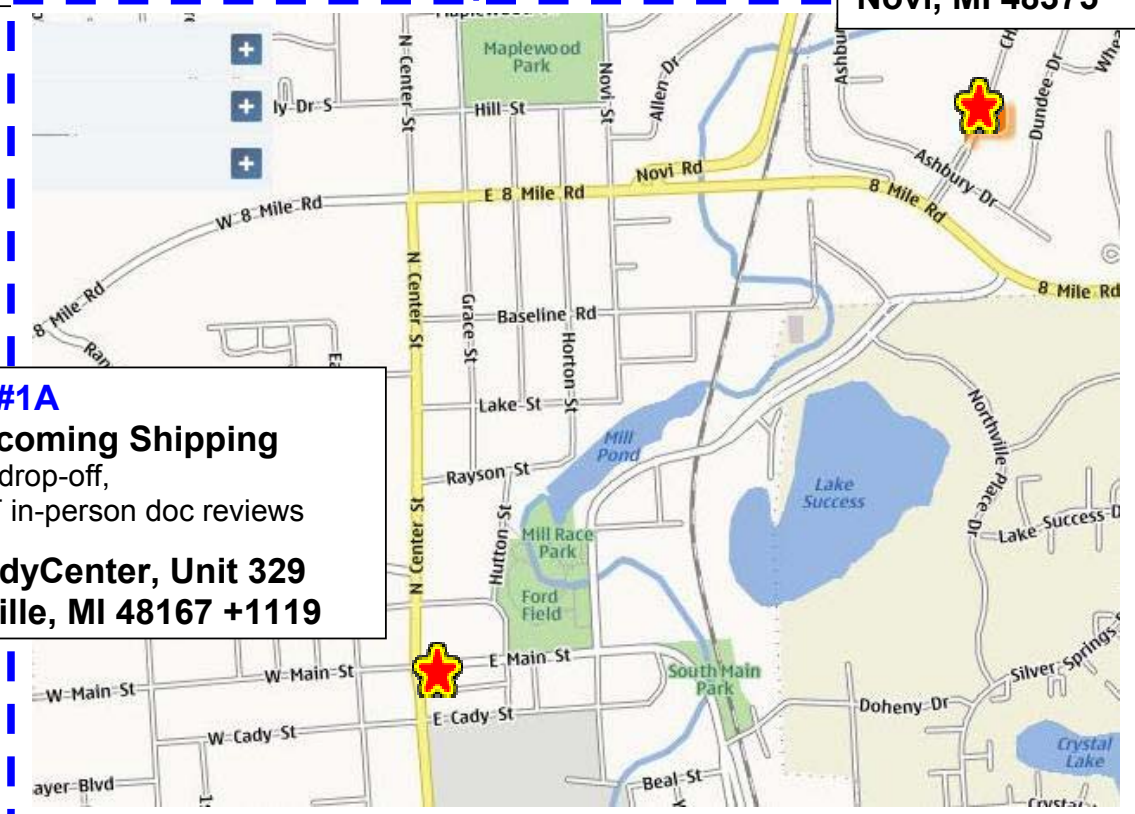 Novi, MI 48375
N Center St
Maplewood Park
Novi St
Allen Dr
Dundee Dr
ly Dr S
Hill St
Ashbury Dr
Novi Rd
8 Mile Rd
E 8 Mile Rd
W 8 Mile Rd
8 Mile Rd
8 Mile Rd
N Center St
Grace St
Baseline Rd
Horton St
#1A
coming Shipping
drop-off,
in-person doc reviews
dyCenter, Unit 329
ille, MI 48167 +1119
Lake St
Mill Pond
Rayson St
Lake Success
Northville Place Dr
Lake Success D
N Center St
Hutton St
Mill Race Park
Ford Field
E Main St
W Main St
W Main St
South Main Park
Silver Springs
Doheny Dr
E Cady St
W Cady St
Crystal Lake
ayer Blvd
Beal St